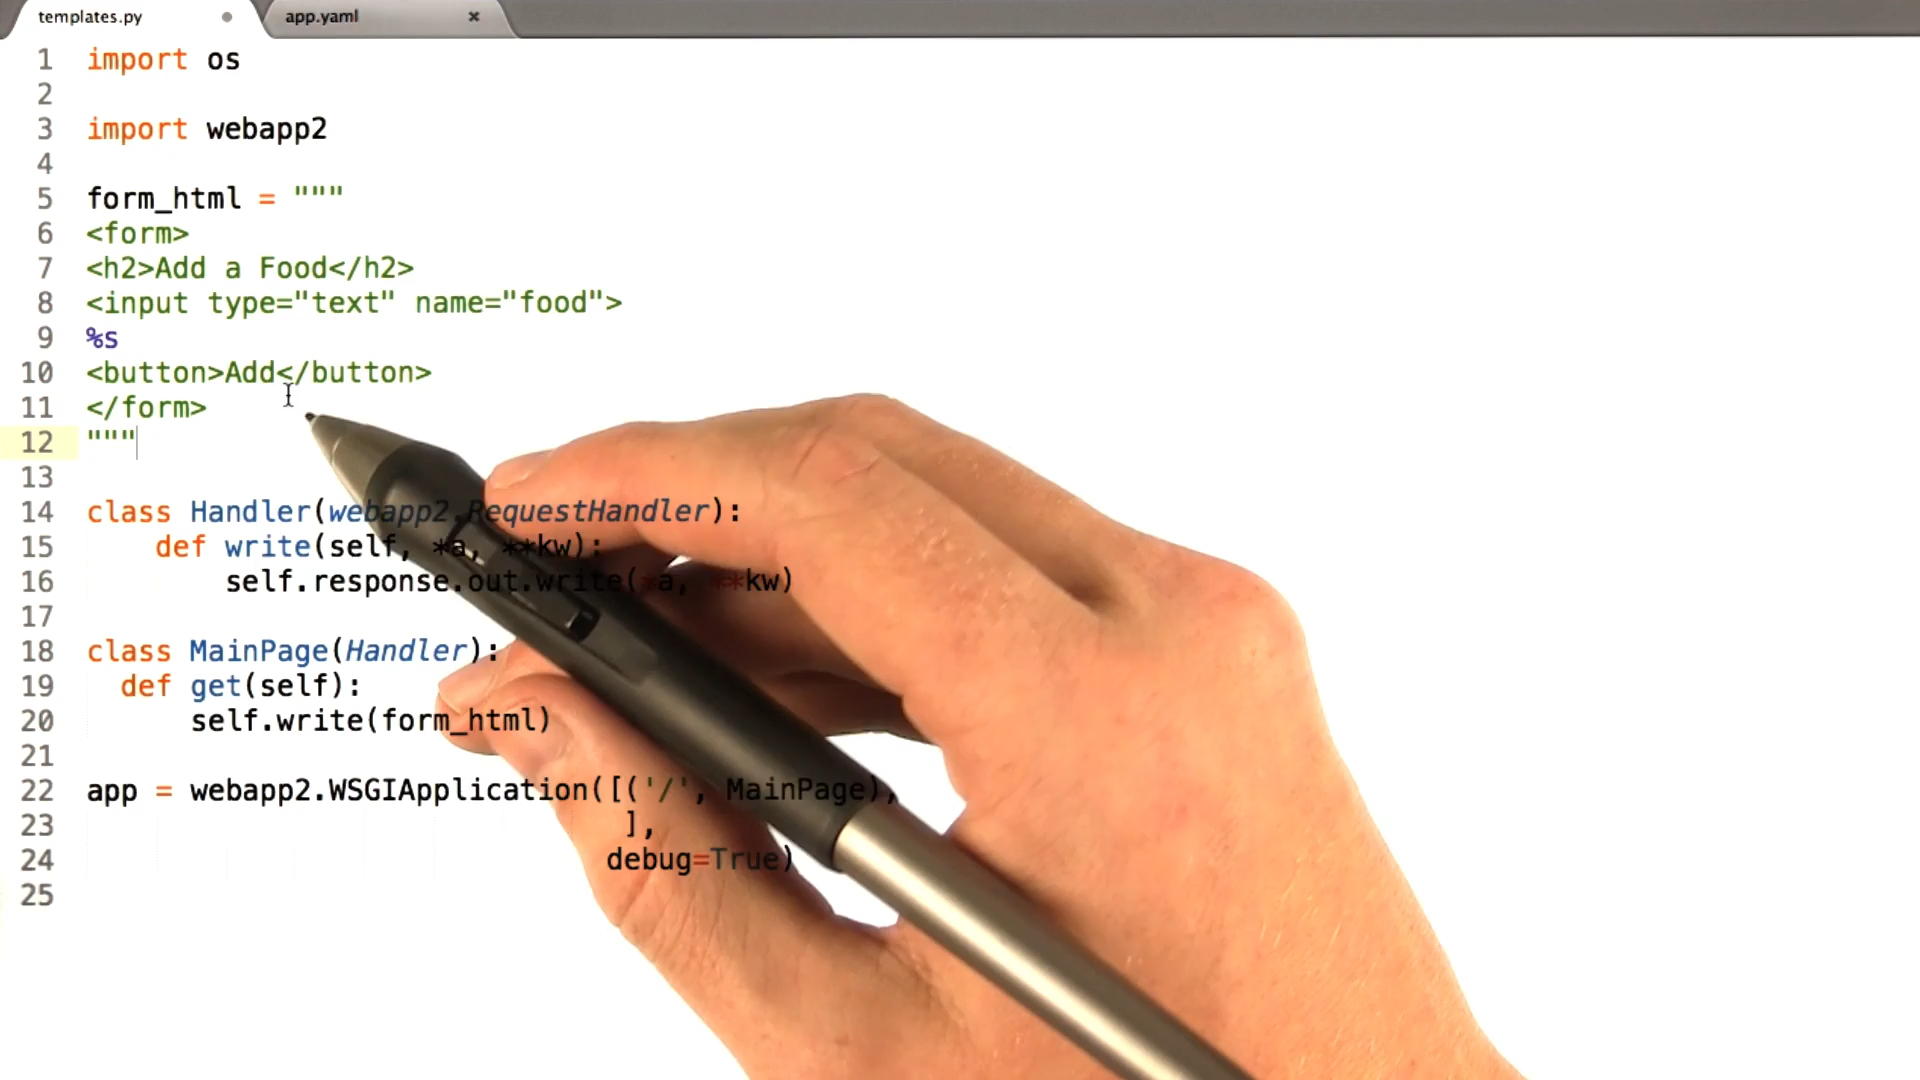 templates.py
app.yaml
1 import os
2
3 import webapp2
4
5 form_html = """
6 <form>
7 <h2>Add a Food</h2>
8 <input type="text" name="food">
9 %s
10 <button>Add</button>
11 </form>
12 """
13
14 class Handler(webapp2.RequestHandler):
15     def write(self, *a, **kw):
16         self.response.out.write(*a, **kw)
17
18 class MainPage(Handler):
19   def get(self):
20       self.write(form_html)
21
22 app = webapp2.WSGIApplication([('/', MainPage),
23                                ],
24                               debug=True)
25